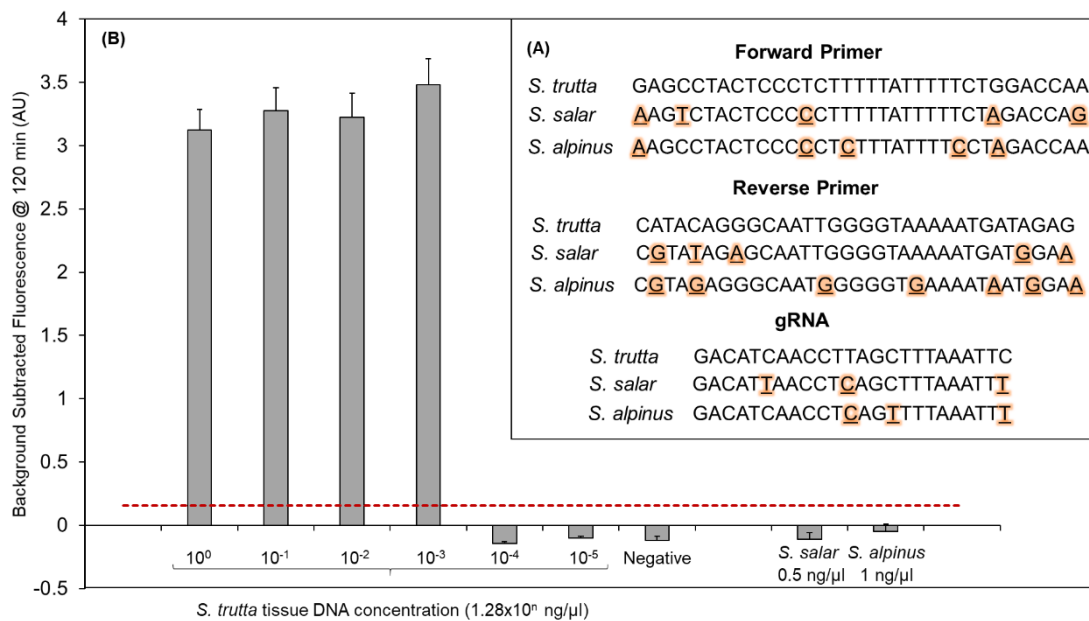 (B)
4
3.5
3
2.5
2
1.5
1
0.5
0
-0.5
Background Subtracted Fluorescence @ 120 min (AU)
(A)
Forward Primer
S. trutta GAGCCTACTCCCTCTTTTTATTTTTCTGGACCAA
S. salar AAGTCTACTCCCCCTTTTTATTTTTCTAGACCAG
S. alpinus AAGCCTACTCCCCCTCTTTATTTTCCTAGACCAA
Reverse Primer
S. trutta CATACAGGGCAATTGGGGTAAAAATGATAGAG
S. salar CGTATAGAGCAATTGGGGTAAAAATGATGGAA
S. alpinus CGTAGAGGGCAATGGGGGTGAAAATAATGGAA
gRNA
S. trutta GACATCAACCTTAGCTTTAAATTC
S. salar GACATTAACCTCAGCTTTAAATTT
S. alpinus GACATCAACCTCAGTTTTAAATTT
10⁰ 10⁻¹ 10⁻² 10⁻³ 10⁻⁴ 10⁻⁵ Negative S. salar S. alpinus
0.5 ng/µl 1 ng/µl
S. trutta tissue DNA concentration (1.28x10ⁿ ng/µl)